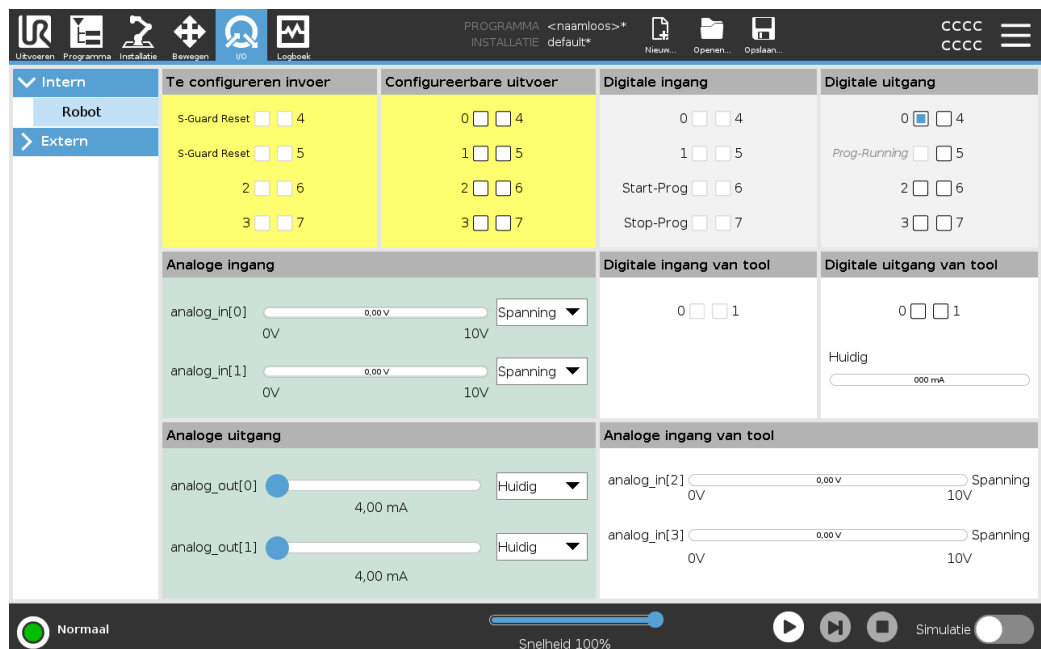 PROGRAMMA <naamloos>*
INSTALLATIE default*
Uitvoeren Programma Installatie Bewegen I/O Logboek Nieuw... Openen... Opslaan...
CCCC
CCCC
Intern
Robot
Extern
Te configureren invoer
S-Guard Reset 4
S-Guard Reset 5
2 6
3 7
Configureerbare uitvoer
0 4
1 5
2 6
3 7
Digitale ingang
0 4
1 5
Start-Prog 6
Stop-Prog 7
Digitale uitgang
0 4
Prog-Running 5
2 6
3 7
Analoge ingang
analog_in[0] 0,00 V Spanning
0V 10V
analog_in[1] 0,00 V Spanning
0V 10V
Digitale ingang van tool
0 1
Digitale uitgang van tool
0 1
Huidig
000 mA
Analoge uitgang
analog_out[0] Huidig
4,00 mA
analog_out[1] Huidig
4,00 mA
Analoge ingang van tool
analog_in[2] 0,00 V Spanning
0V 10V
analog_in[3] 0,00 V Spanning
0V 10V
Normaal
Snelheid 100%
Simulatie